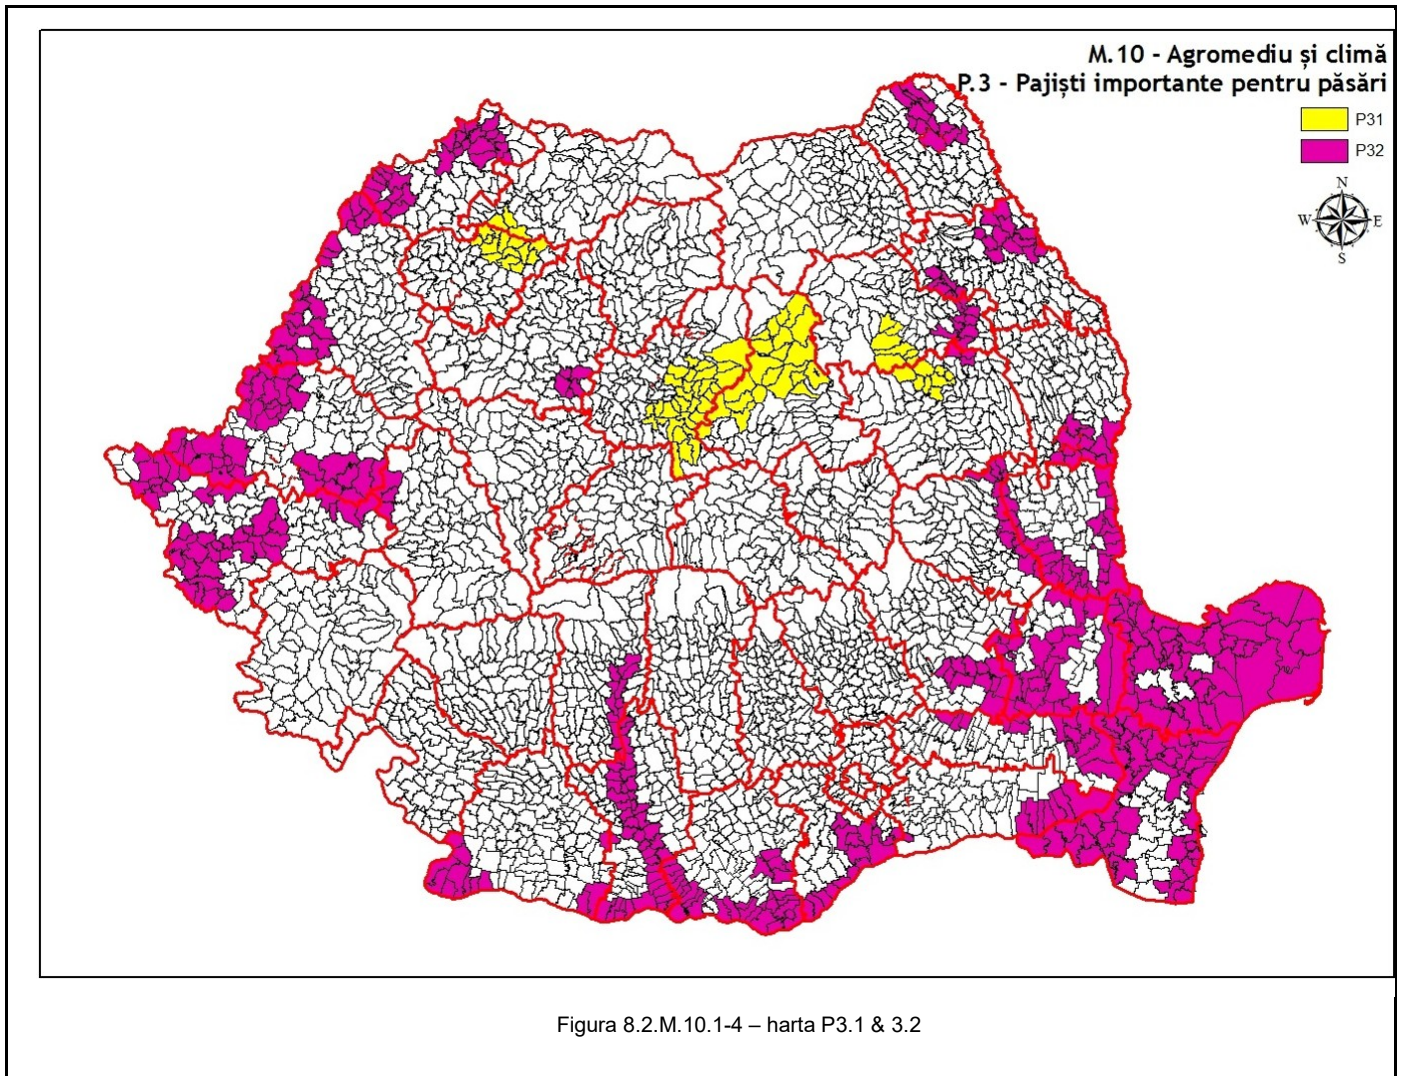 M.10 - Agromediu și climă
P.3 - Pajiști importante pentru păsări
P31
P32
N
W E
S
Figura 8.2.M.10.1-4 – harta P3.1 & 3.2